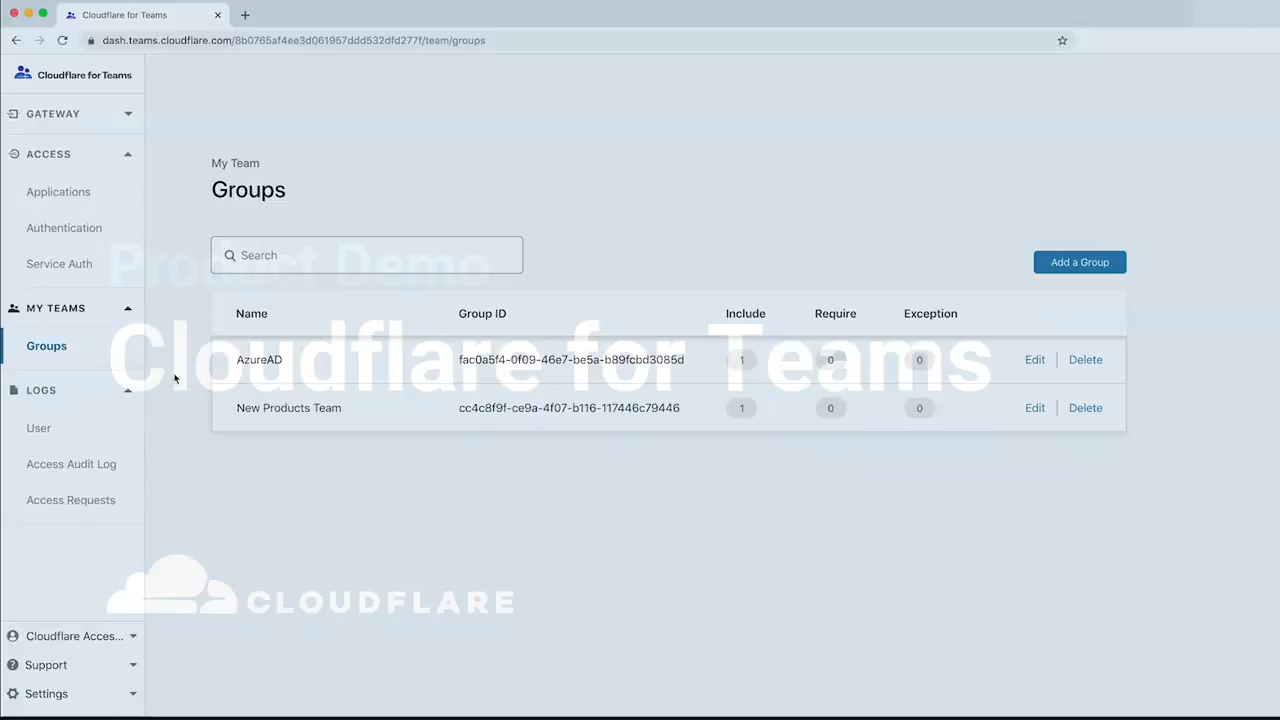 Cloudflare for Teams
dash.teams.cloudflare.com/8b0765af4ee3d061957ddd532dfd277f/team/groups
Cloudflare for Teams
GATEWAY
ACCESS
Applications
Authentication
Service Auth
MY TEAMS
Groups
LOGS
User
Access Audit Log
Access Requests
Cloudflare Acces...
Support
Settings
My Team
Groups
Search
Add a Group
Name Group ID Include Require Exception
AzureAD fac0a5f4-0f09-46e7-be5a-b89fcbd3085d 1 0 0 Edit Delete
New Products Team cc4c8f9f-ce9a-4f07-b116-117446c79446 1 0 0 Edit Delete
Product Demo
Cloudflare for Teams
CLOUDFLARE